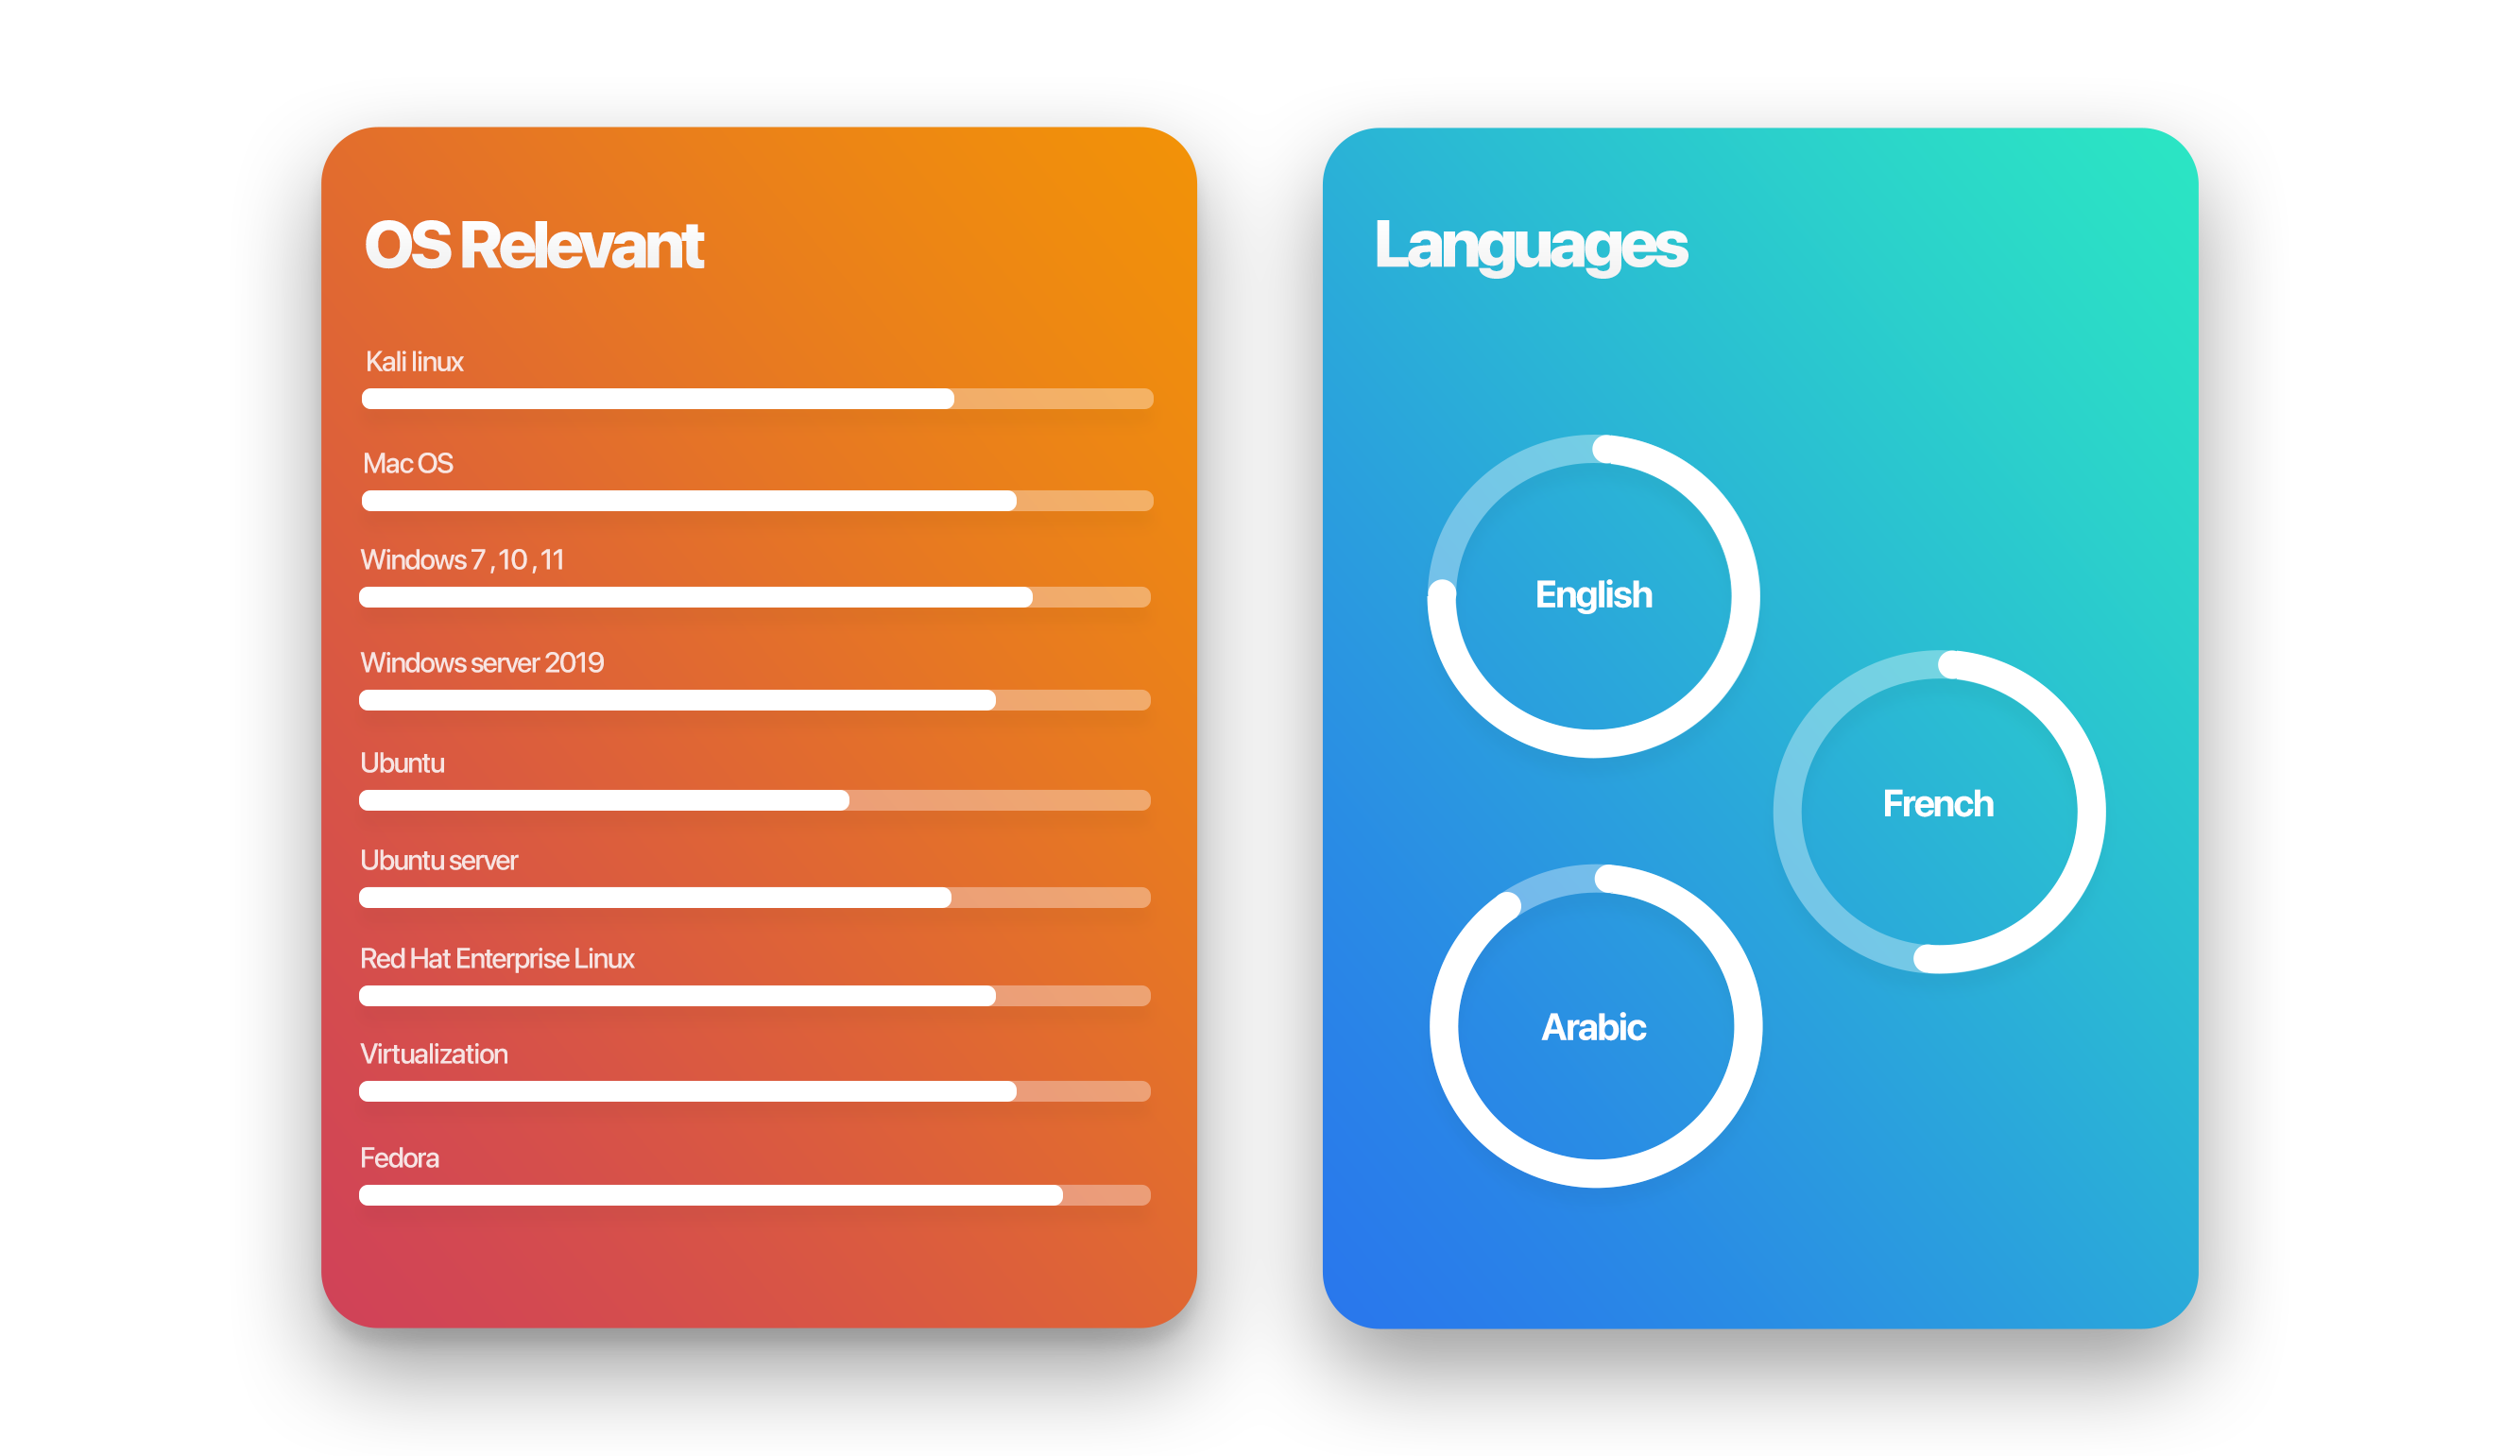 OS Relevant
Kali linux
Mac OS
Windows 7 , 10 , 11
Windows server 2019
Ubuntu
Ubuntu server
Red Hat Enterprise Linux
Virtualization
Fedora
Languages
English
French
Arabic